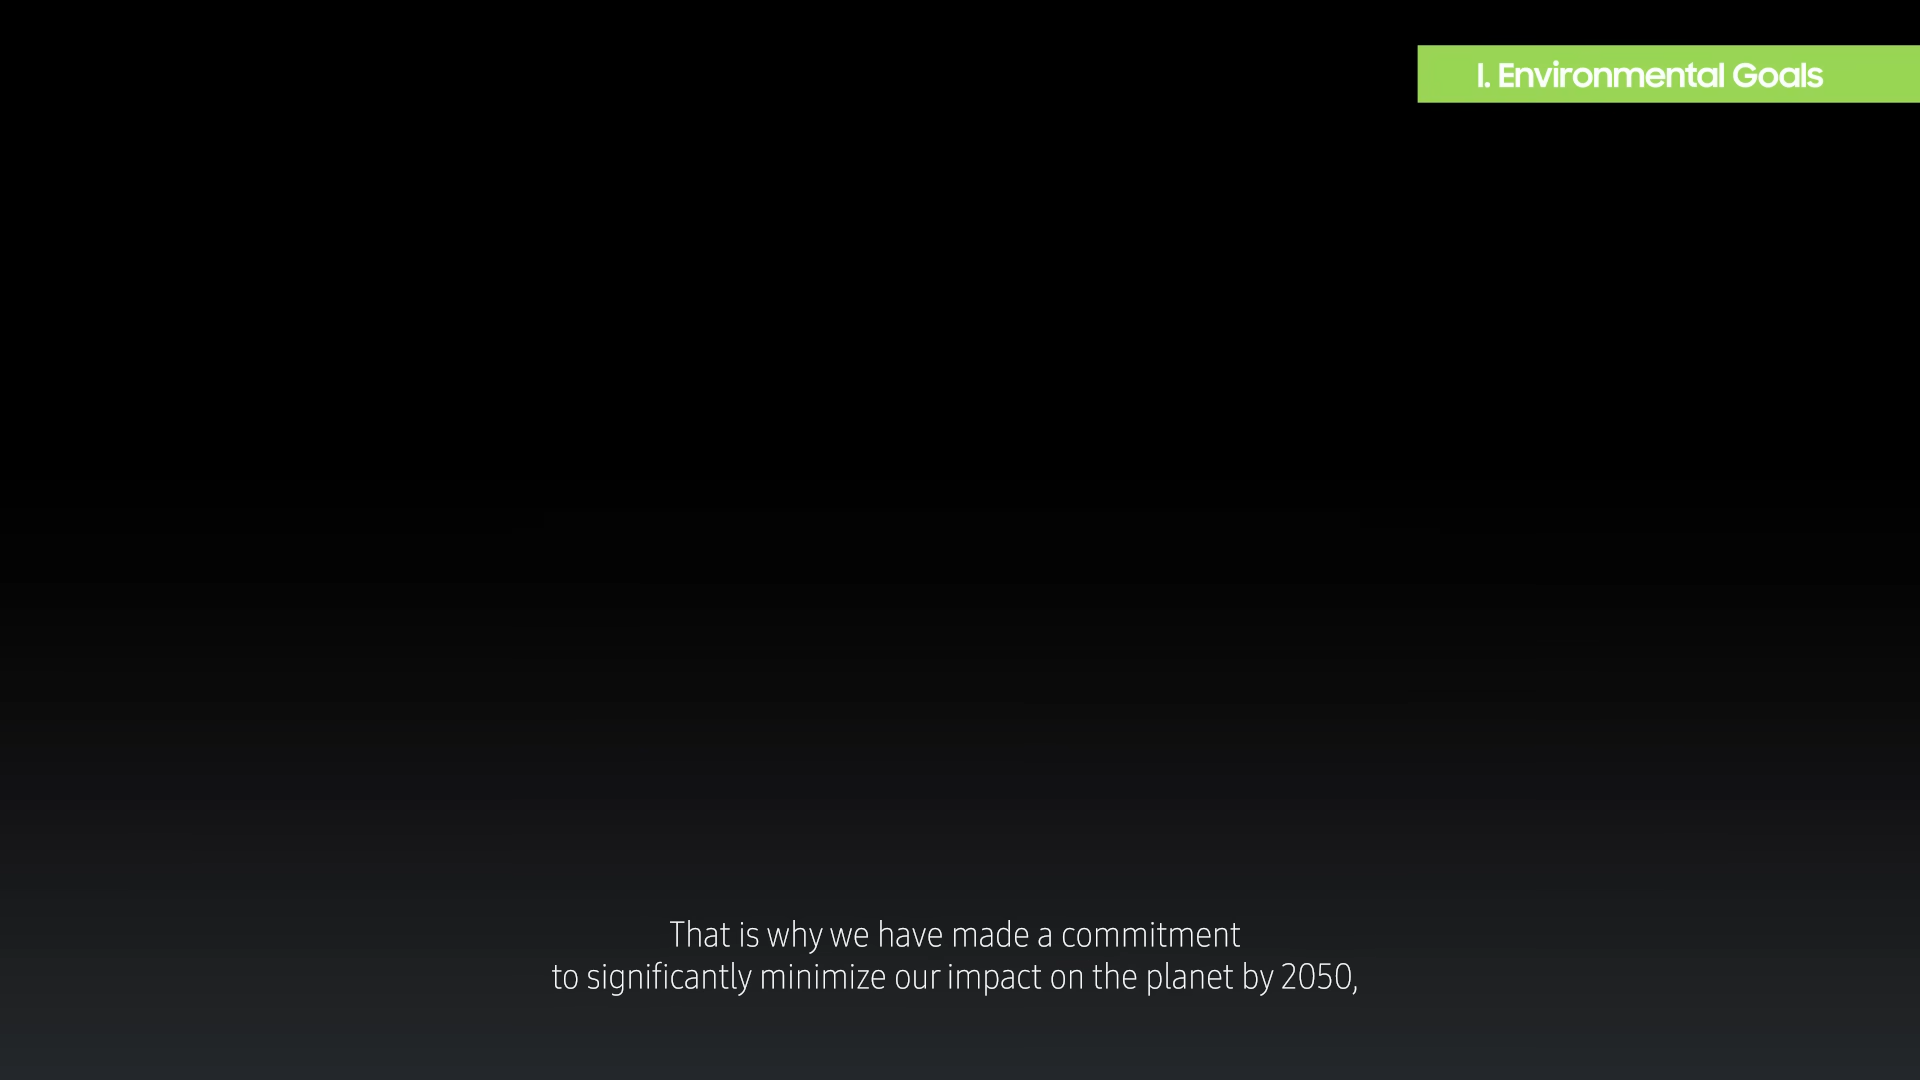 I. Environmental Goals
That is why we have made a commitment
to significantly minimize our impact on the planet by 2050,